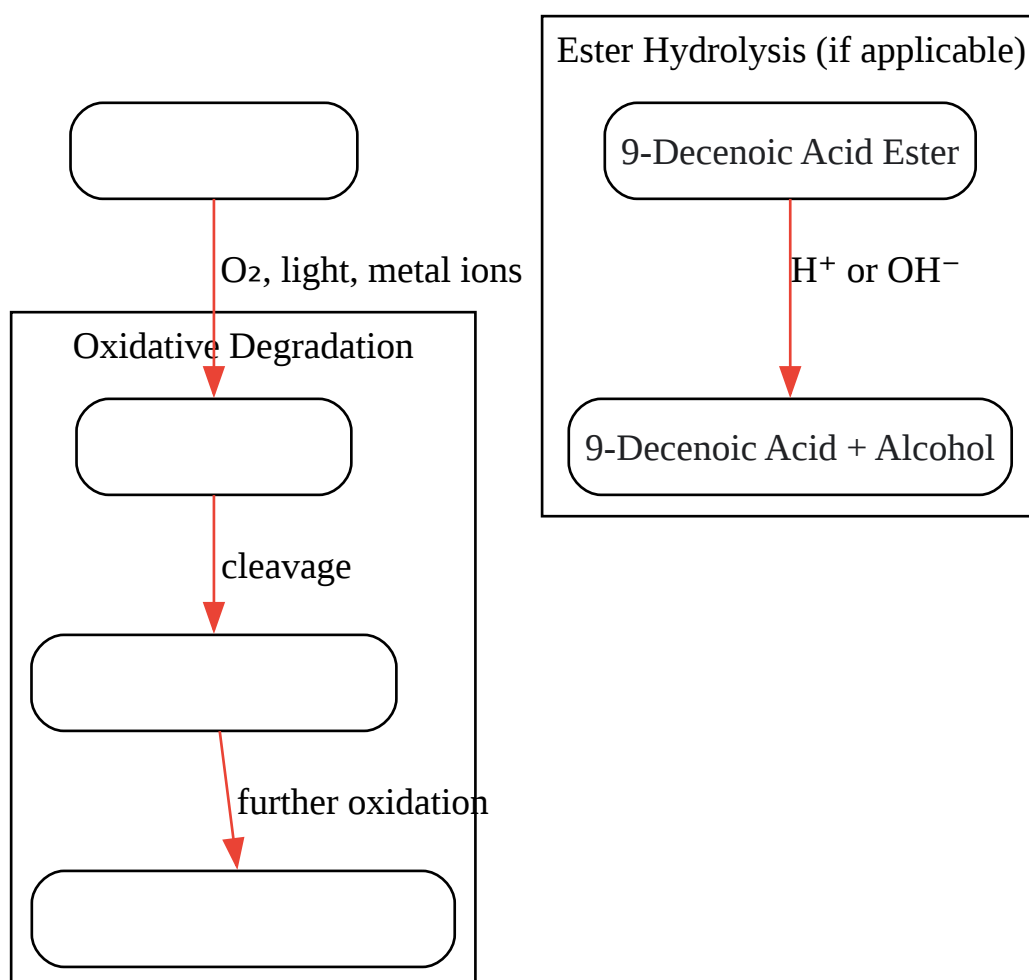 Ester Hydrolysis (if applicable)
9-Decenoic Acid Ester
O₂, light, metal ions
H⁺ or OH⁻
Oxidative Degradation
9-Decenoic Acid + Alcohol
cleavage
further oxidation